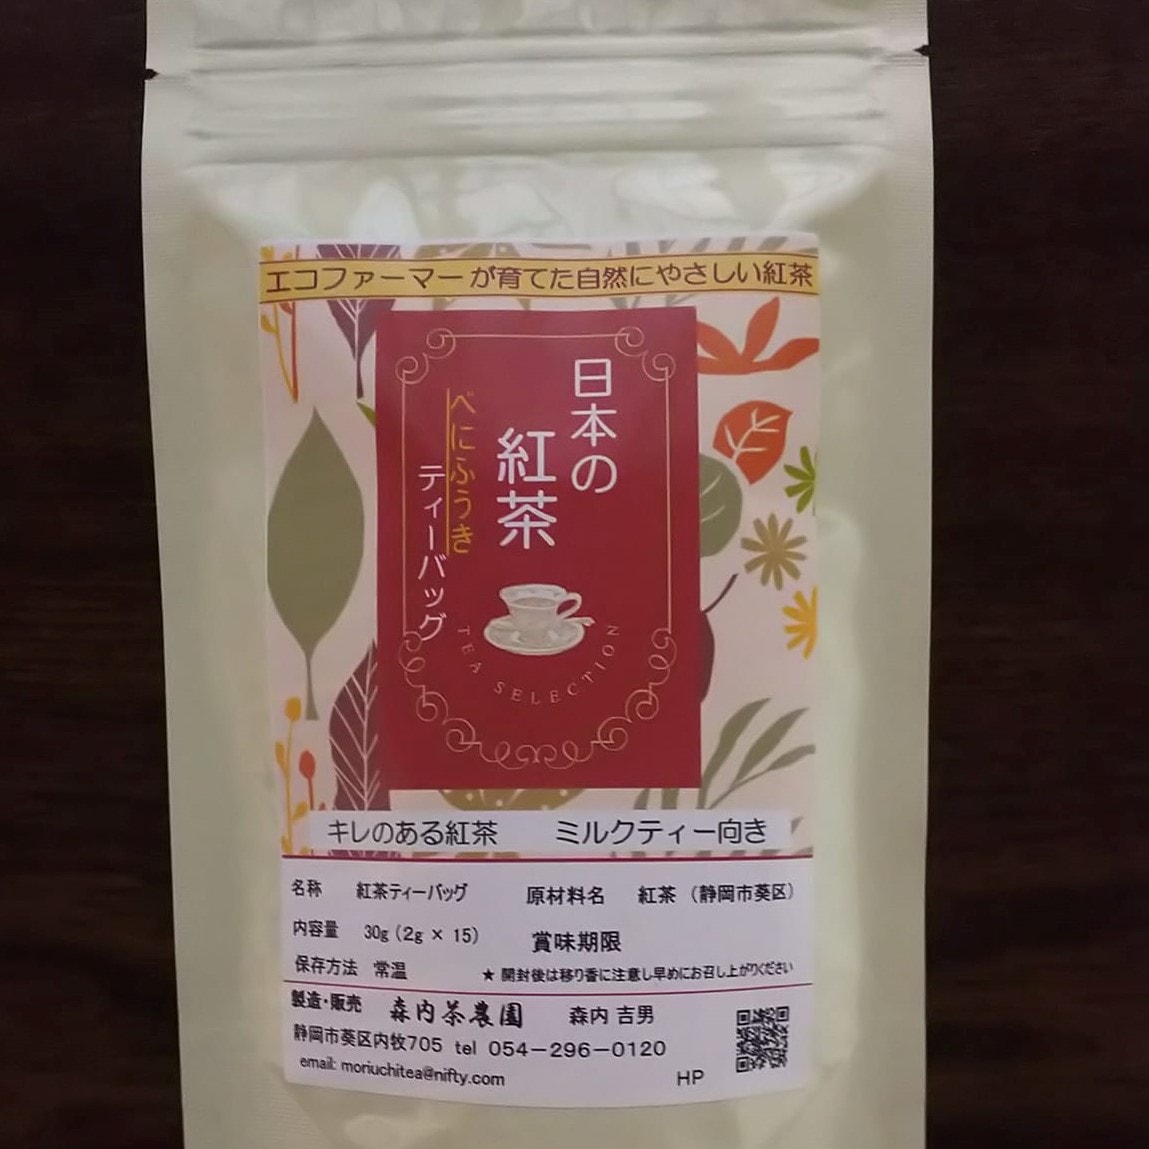 エコファーマーが育てた自然にやさしい紅茶
日本の
紅茶
べにふうき
ティーバッグ
TEA SELECTION
キレのある紅茶 ミルクティー向き
名称 紅茶ティーバッグ 原材料名 紅茶（静岡市葵区）
内容量 30g（2g × 15） 賞味期限
保存方法 常温 ★ 開封後は移り香に注意し早めにお召し上がりください
製造・販売 森内茶農園 森内 吉男
静岡市葵区内牧705 tel 054－296－0120
email: moriuchitea@nifty.com
HP